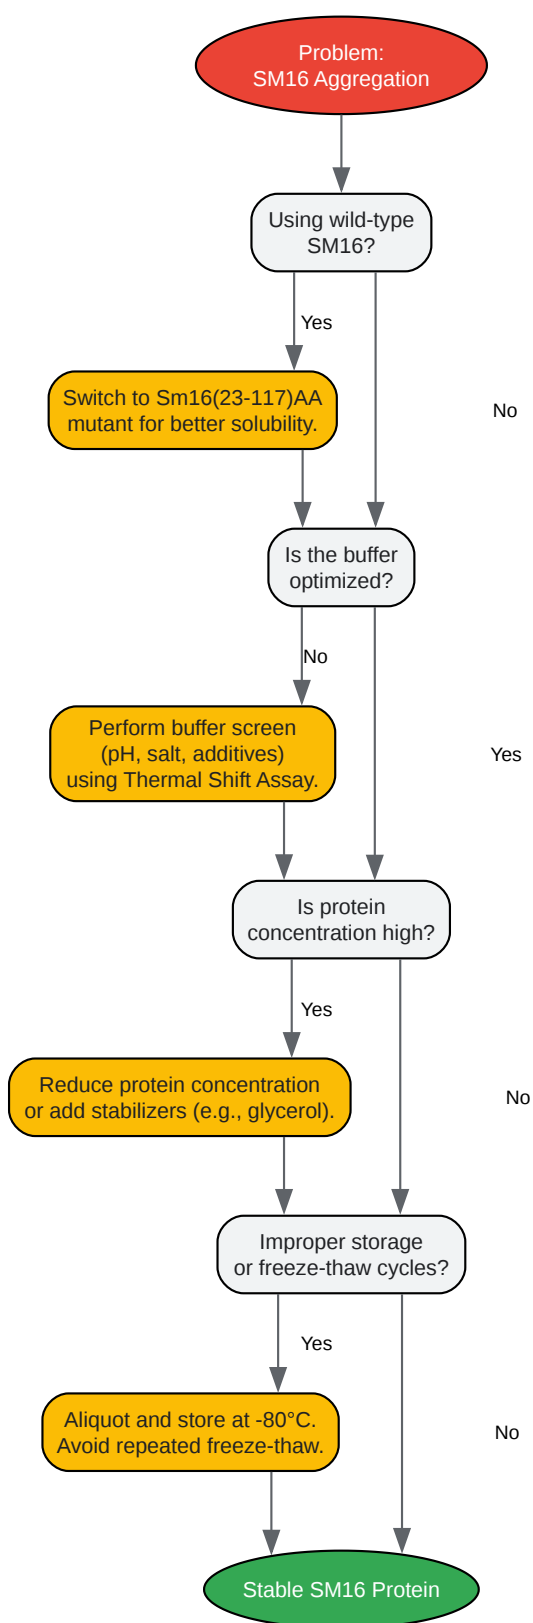 Problem:
SM16 Aggregation
Using wild-type
SM16?
Yes
Switch to Sm16(23-117)AA
mutant for better solubility.
No
Is the buffer
optimized?
No
Perform buffer screen
(pH, salt, additives)
using Thermal Shift Assay.
Yes
Is protein
concentration high?
Yes
Reduce protein concentration
or add stabilizers (e.g., glycerol).
No
Improper storage
or freeze-thaw cycles?
Yes
Aliquot and store at -80°C.
Avoid repeated freeze-thaw.
No
Stable SM16 Protein